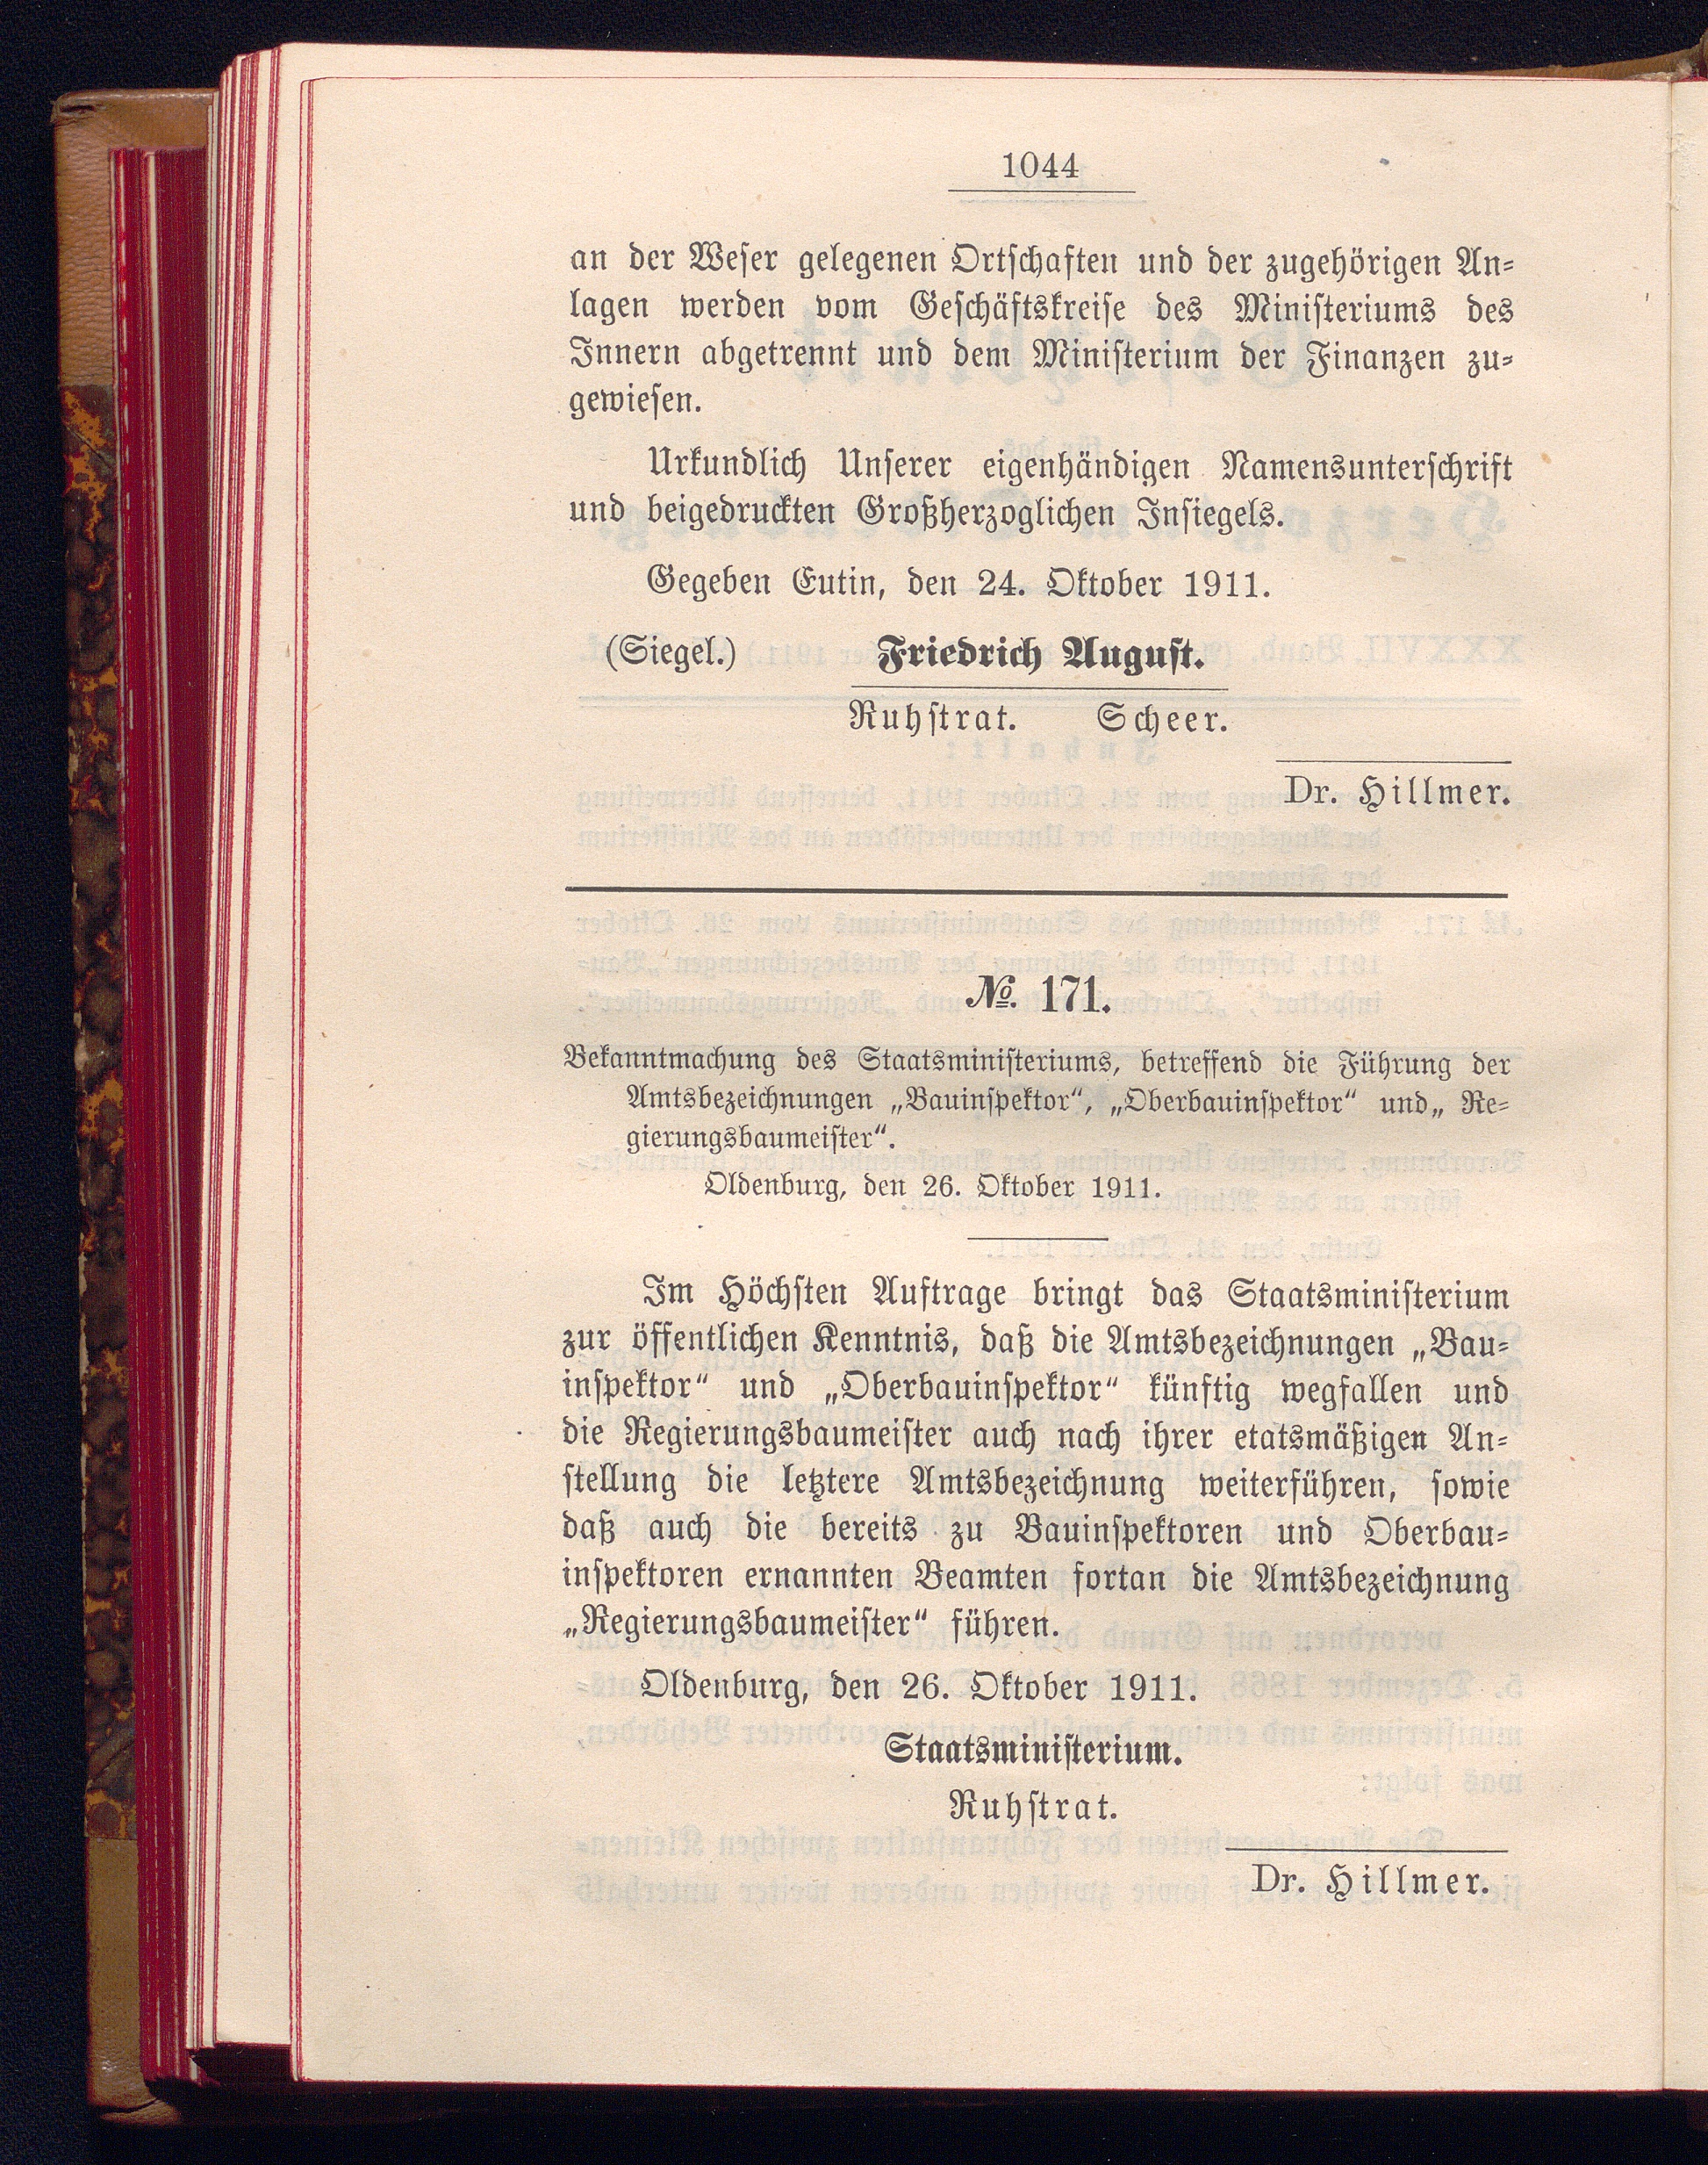 1044
an der Weser gelegenen Ortschaften und der zugehörigen An-
lagen werden vom Geschäftskreise des Ministeriums des
Innern abgetrennt und dem Ministerium der Finanzen zu-
gewiesen.
Urkundlich Unserer eigenhändigen Namensunterschrift
und beigedruckten Großherzoglichen Insiegels.
Gegeben Eutin, den 24. Oktober 1911.
(Siegel.) Friedrich August.
Ruhstrat. Scheer.
Dr. Hillmer.
№. 171.
Bekanntmachung des Staatsministeriums, betreffend die Führung der
Amtsbezeichnungen „Bauinspektor“, „Oberbauinspektor“ und„ Re-
gierungsbaumeister“.
Oldenburg, den 26. Oktober 1911.
Im Höchsten Auftrage bringt das Staatsministerium
zur öffentlichen Kenntnis, daß die Amtsbezeichnungen „Bau-
inspektor“ und „Oberbauinspektor“ künftig wegfallen und
die Regierungsbaumeister auch nach ihrer etatsmäßigen An-
stellung die letztere Amtsbezeichnung weiterführen, sowie
daß auch die bereits zu Bauinspektoren und Oberbau-
inspektoren ernannten Beamten fortan die Amtsbezeichnung
„Regierungsbaumeister“ führen.
Oldenburg, den 26. Oktober 1911.
Staatsministerium.
Ruhstrat.
Dr. Hillmer.